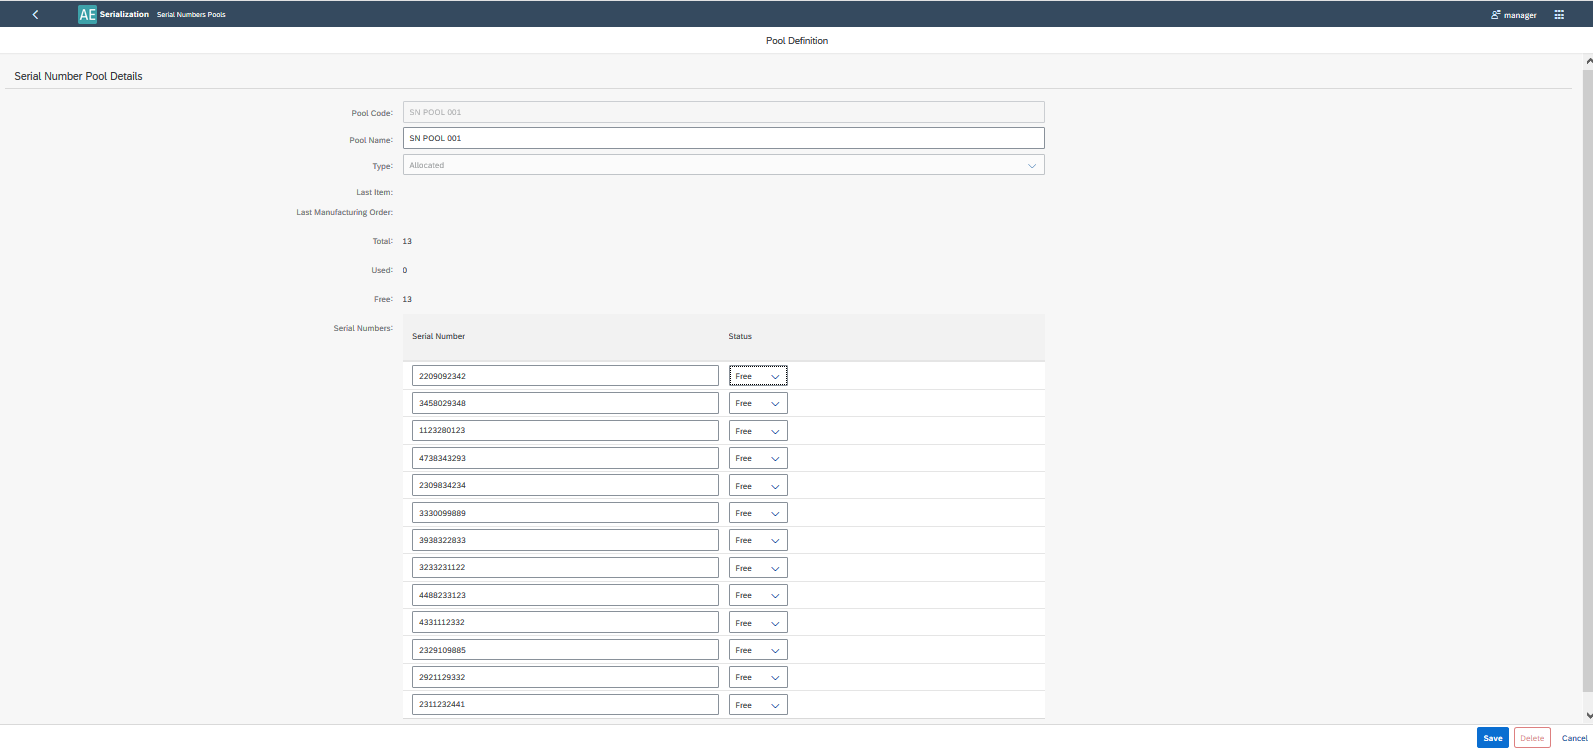 AE Serialization Serial Numbers Pools manager
Pool Definition
Serial Number Pool Details
Pool Code: SN POOL 001
Pool Name: SN POOL 001
Type: Allocated
Last Item:
Last Manufacturing Order:
Total: 13
Used: 0
Free: 13
Serial Numbers:
Serial Number Status
2209092342 Free
3458029348 Free
1123280123 Free
4738343293 Free
2309834234 Free
3330099889 Free
3938322833 Free
3233231122 Free
4488233123 Free
4331112332 Free
2329109885 Free
2921129332 Free
2311232441 Free
Save Delete Cancel